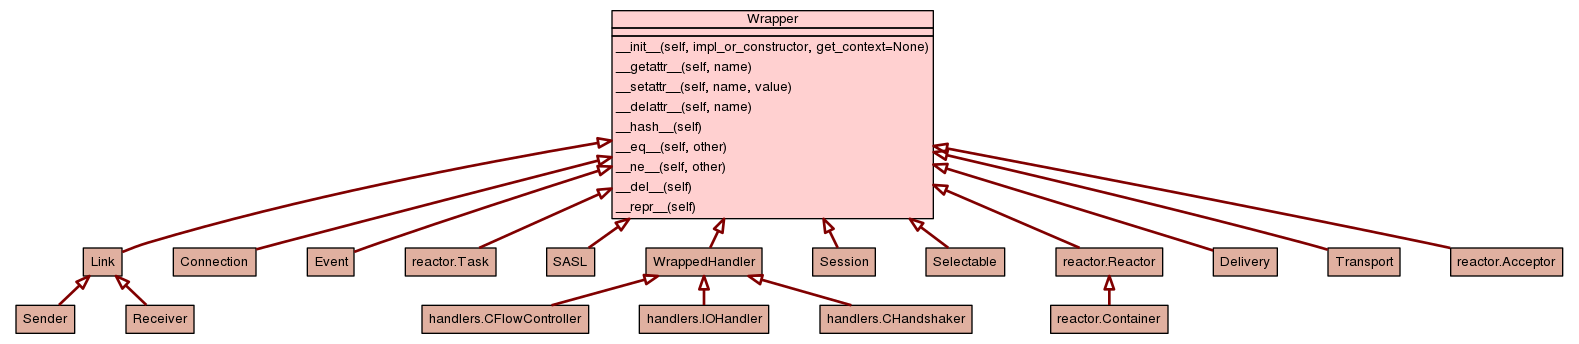 Wrapper
__init__(self, impl_or_constructor, get_context=None)
__getattr__(self, name)
__setattr__(self, name, value)
__delattr__(self, name)
__hash__(self)
__eq__(self, other)
__ne__(self, other)
__del__(self)
__repr__(self)
Link
Connection
Event
reactor.Task
SASL
WrappedHandler
Session
Selectable
reactor.Reactor
Delivery
Transport
reactor.Acceptor
Sender
Receiver
handlers.CFlowController
handlers.IOHandler
handlers.CHandshaker
reactor.Container